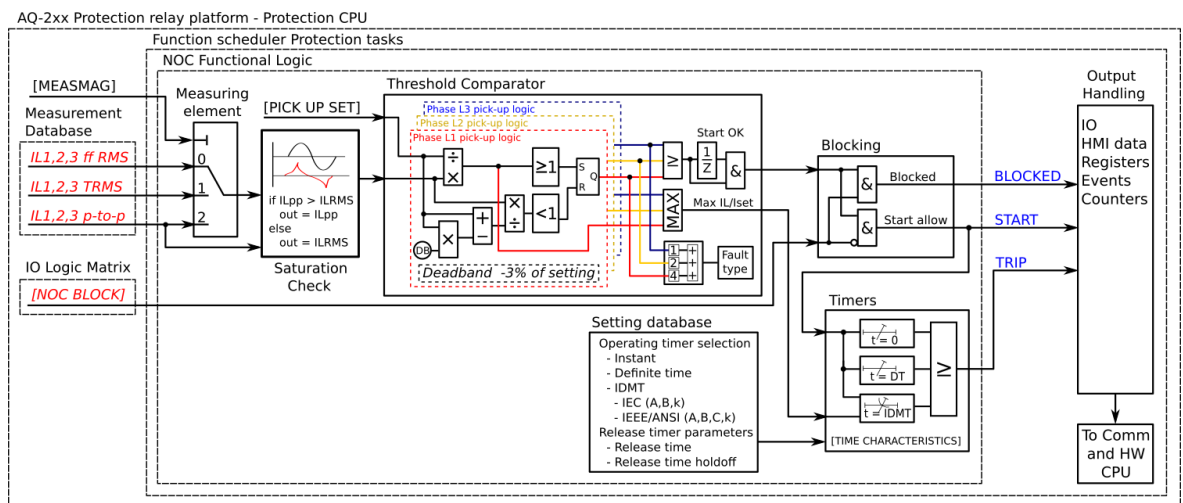 AQ-2xx Protection relay platform - Protection CPU
Function scheduler Protection tasks
NOC Functional Logic
[MEASMAG]
Measurement
Database
IL1,2,3 ff RMS
IL1,2,3 TRMS
IL1,2,3 p-to-p
IO Logic Matrix
[NOC BLOCK]
Measuring
element
0
1
2
if ILpp > ILRMS
out = ILpp
else
out = ILRMS
Saturation
Check
[PICK UP SET]
Threshold Comparator
Phase L3 pick-up logic
Phase L2 pick-up logic
Phase L1 pick-up logic
÷
×
≥1
S
Q
R
×
÷
<1
+
−
DB
×
Deadband -3% of setting
≥
Start OK
1
Z
&
MAX
Max IL/Iset
1 +
2 +
4 +
Fault
type
Blocking
&
Blocked
&
Start allow
BLOCKED
START
TRIP
Timers
t = 0
t = DT
t = IDMT
≥
[TIME CHARACTERISTICS]
Setting database
Operating timer selection
- Instant
- Definite time
- IDMT
- IEC (A,B,k)
- IEEE/ANSI (A,B,C,k)
Release timer parameters
- Release time
- Release time holdoff
Output
Handling
IO
HMI data
Registers
Events
Counters
To Comm
and HW
CPU